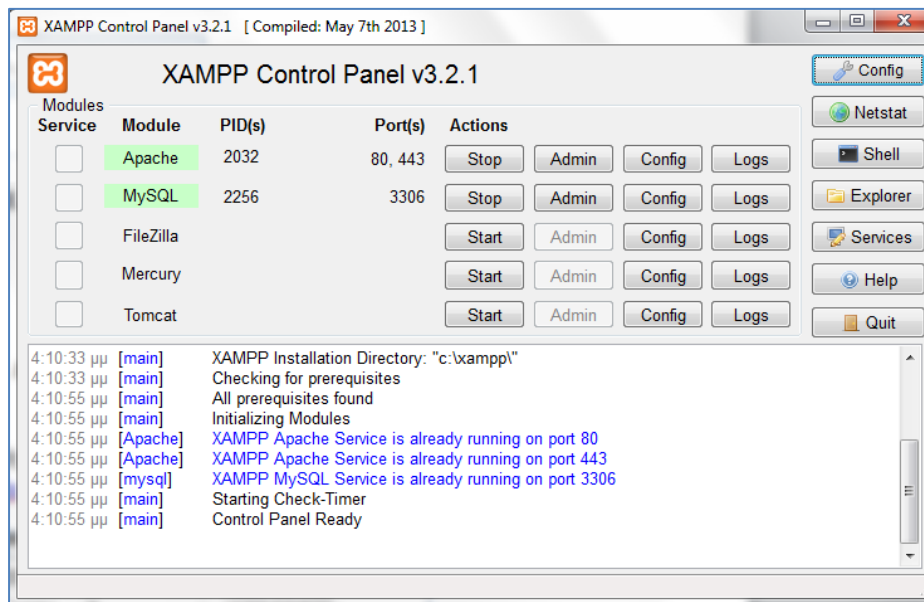 XAMPP Control Panel v3.2.1 [ Compiled: May 7th 2013 ]
XAMPP Control Panel v3.2.1
Config
Modules
Service Module PID(s) Port(s) Actions
Netstat
Apache 2032 80, 443 Stop Admin Config Logs
Shell
MySQL 2256 3306 Stop Admin Config Logs
Explorer
FileZilla Start Admin Config Logs
Services
Mercury Start Admin Config Logs
Help
Tomcat Start Admin Config Logs
Quit
4:10:33 μμ [main] XAMPP Installation Directory: "c:\xampp\"
4:10:33 μμ [main] Checking for prerequisites
4:10:55 μμ [main] All prerequisites found
4:10:55 μμ [main] Initializing Modules
4:10:55 μμ [Apache] XAMPP Apache Service is already running on port 80
4:10:55 μμ [Apache] XAMPP Apache Service is already running on port 443
4:10:55 μμ [mysql] XAMPP MySQL Service is already running on port 3306
4:10:55 μμ [main] Starting Check-Timer
4:10:55 μμ [main] Control Panel Ready